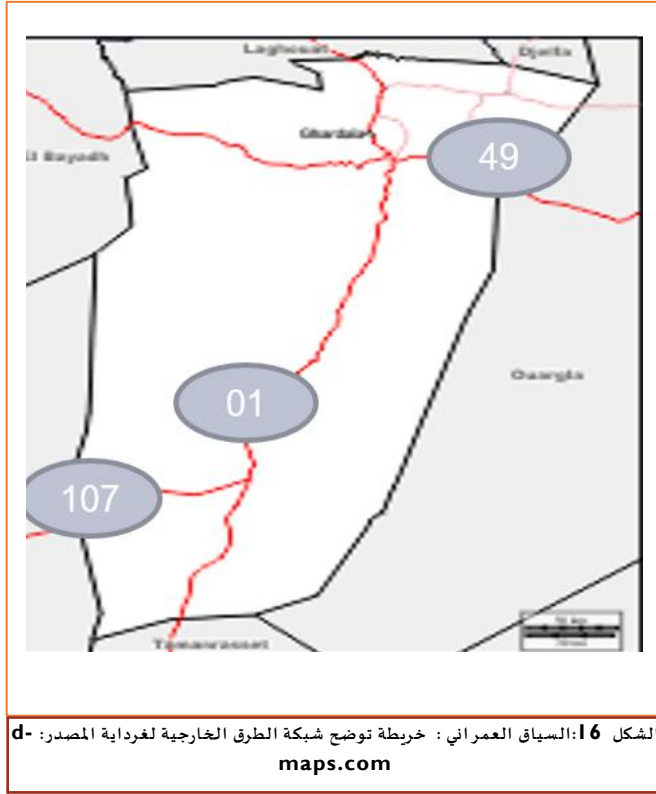 Laghouat
Djelfa
Ghardaia
El Bayadh
49
Ouargla
01
107
Tamanrasset
الشكل 16:السياق العمراني : خريطة توضح شبكة الطرق الخارجية لغرداية المصدر: d-
maps.com